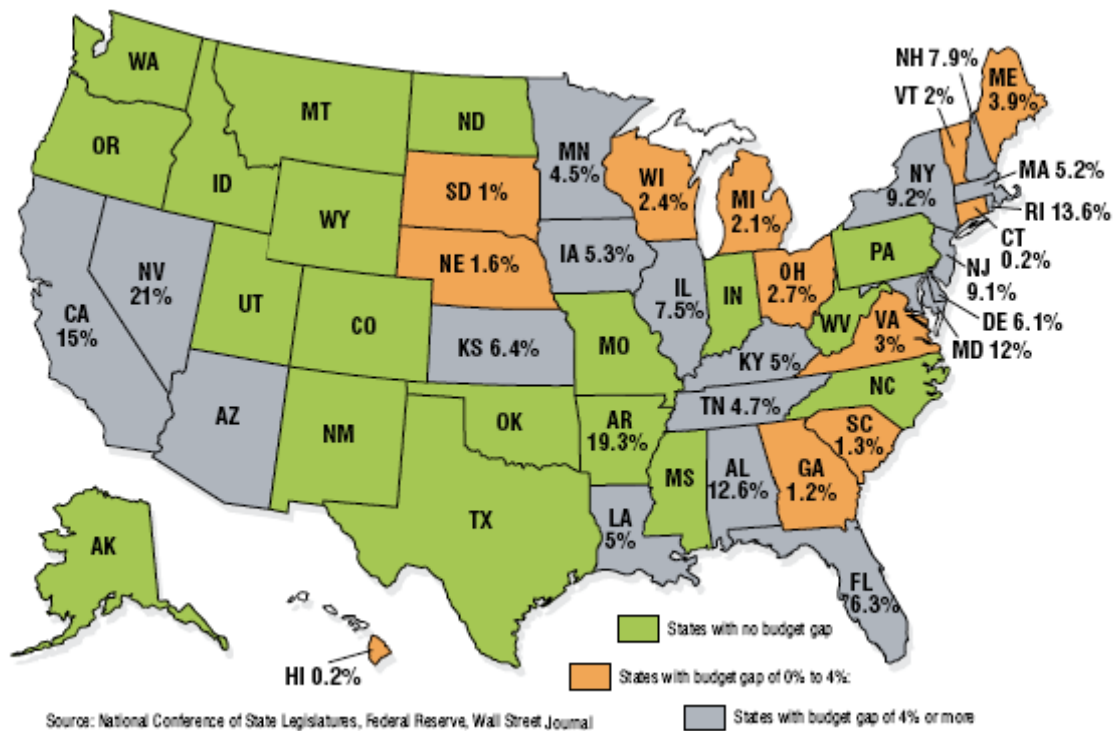 WA
MT
ND
OR
ID
WY
SD 1%
NE 1.6%
MN
4.5%
WI
2.4%
MI
2.1%
NH 7.9%
VT 2%
ME
3.9%
NY
9.2%
MA 5.2%
RI 13.6%
CT
0.2%
NJ
9.1%
DE 6.1%
MD 12%
PA
CA
15%
NV
21%
UT
CO
KS 6.4%
IA 5.3%
IL
7.5%
IN
OH
2.7%
WV
VA
3%
MO
KY 5%
NC
TN 4.7%
SC
1.3%
AZ
NM
OK
AR
19.3%
MS
AL
12.6%
GA
1.2%
TX
LA
5%
FL
6.3%
AK
HI 0.2%
States with no budget gap
States with budget gap of 0% to 4%:
States with budget gap of 4% or more
Source: National Conference of State Legislatures, Federal Reserve, Wall Street Journal